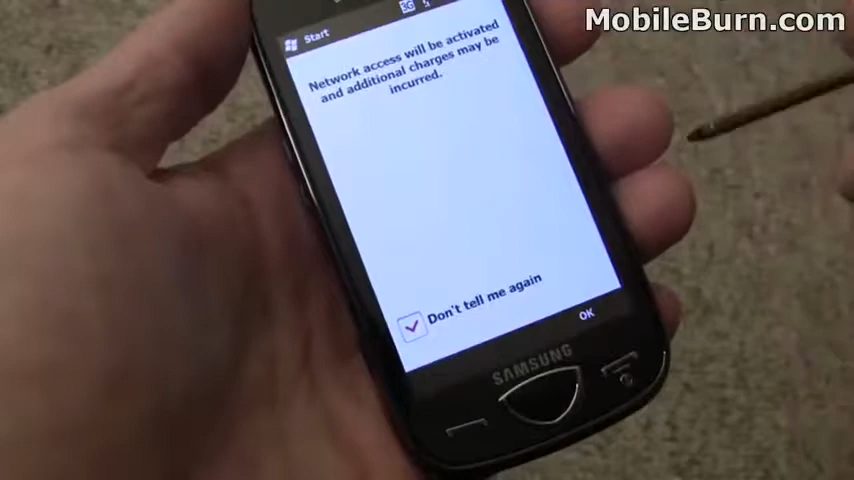 MobileBurn.com
3G
Start
Network access will be activated
and additional charges may be
incurred.
Don't tell me again
OK
SAMSUNG